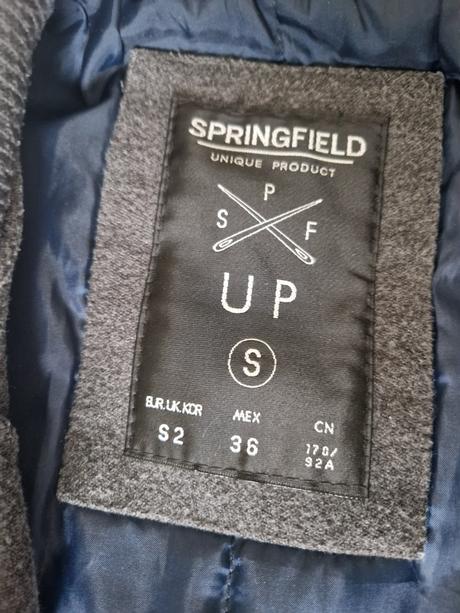 SPRINGFIELD
UNIQUE PRODUCT
P
S F
UP
S
EUR.UK.KOR MEX CN
S2 36 170/
92A